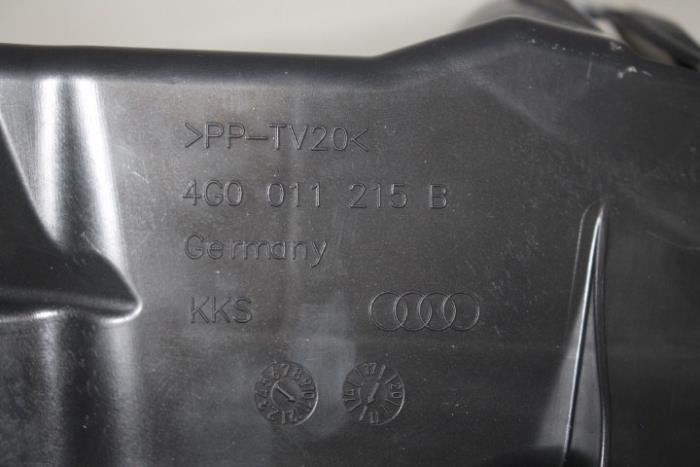 >PP-TV20<
4G0 011 215 B
Germany
KKS